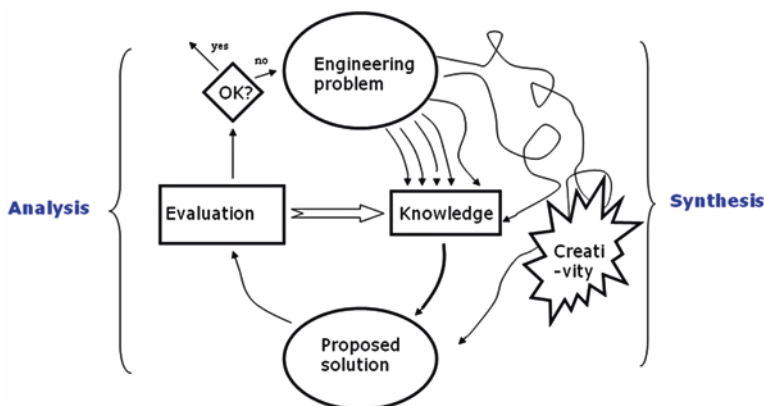 yes
no
Engineering
problem
OK?
Analysis
Evaluation
Knowledge
Synthesis
Creati
-vity
Proposed
solution